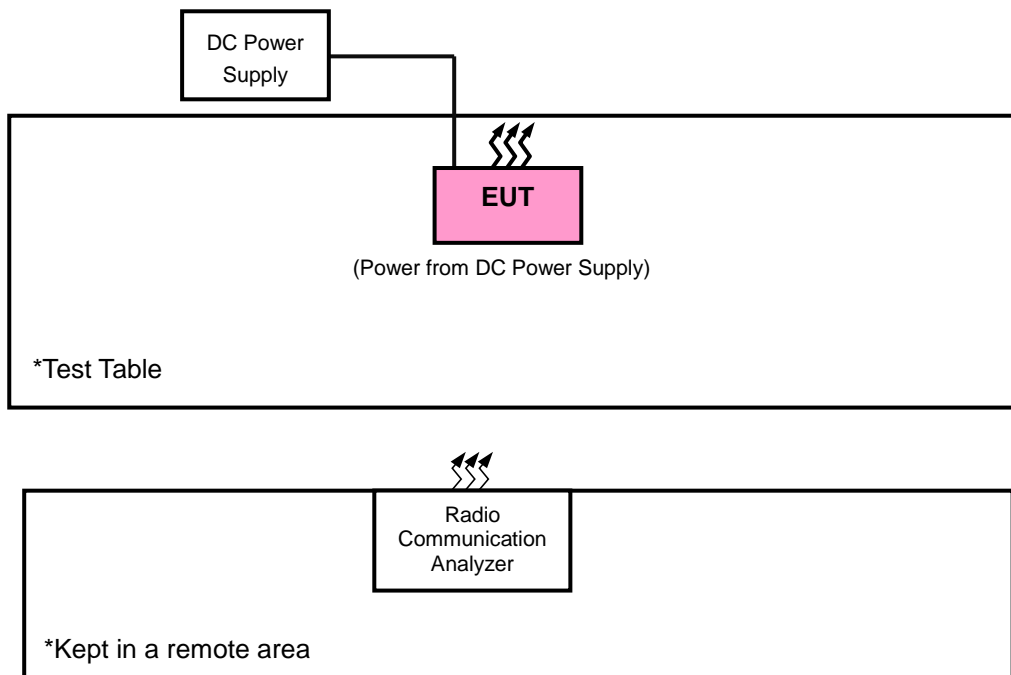 DC Power
Supply
EUT
(Power from DC Power Supply)
*Test Table
Radio
Communication
Analyzer
*Kept in a remote area